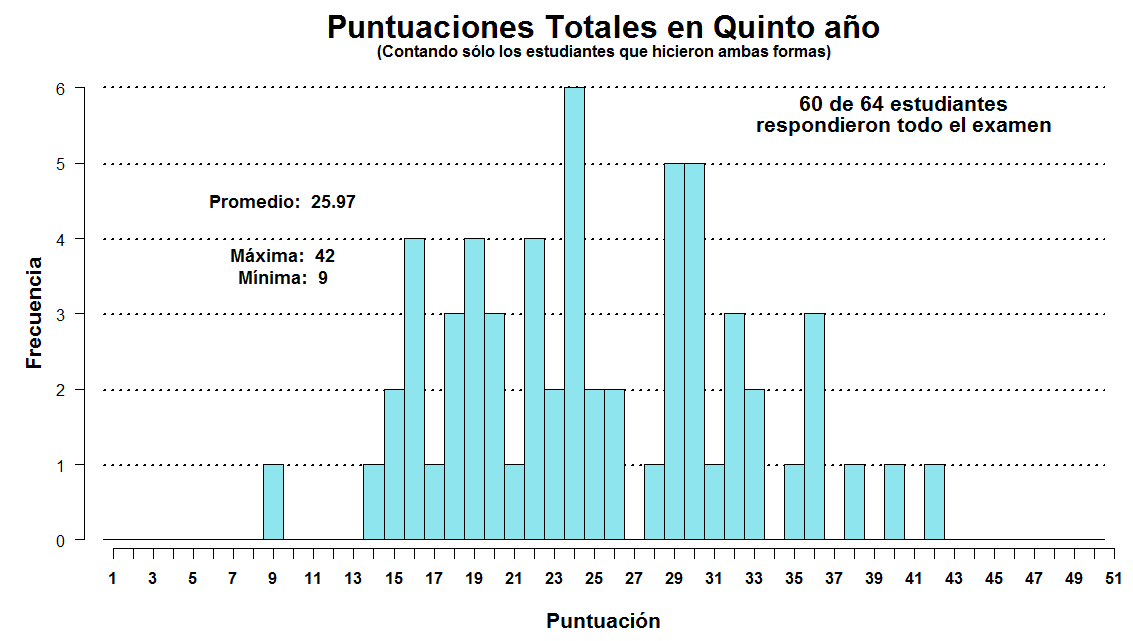 Puntuaciones Totales en Quinto año
(Contando sólo los estudiantes que hicieron ambas formas)
60 de 64 estudiantes
respondieron todo el examen
Promedio: 25.97
Máxima: 42
Mínima: 9
Frecuencia
6
5
4
3
2
1
0
1 3 5 7 9 11 13 15 17 19 21 23 25 27 29 31 33 35 37 39 41 43 45 47 49 51
Puntuación